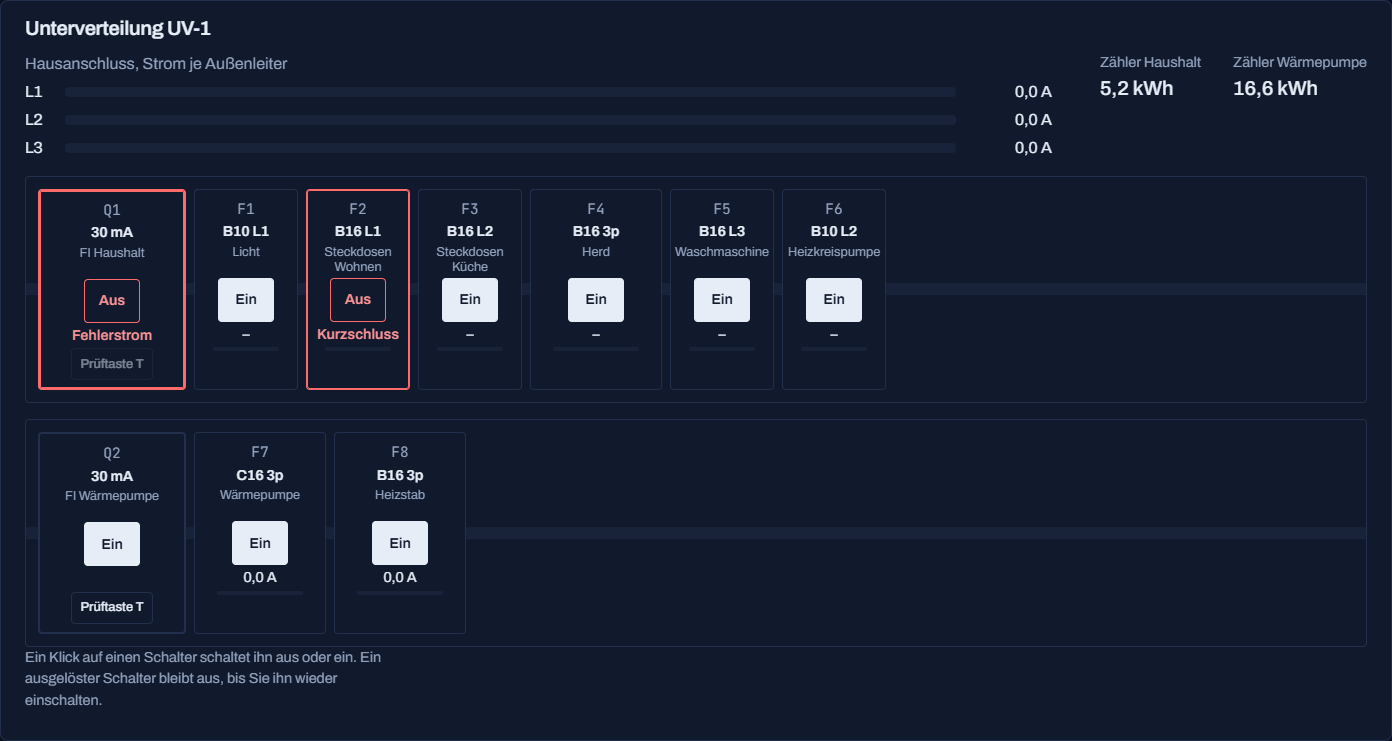 Unterverteilung UV-1
Hausanschluss, Strom je Außenleiter
L1 0,0 A
L2 0,0 A
L3 0,0 A
Zähler Haushalt
5,2 kWh
Zähler Wärmepumpe
16,6 kWh
Q1
30 mA
FI Haushalt
Aus
Fehlerstrom
Prüftaste T
F1
B10 L1
Licht
Ein
–
F2
B16 L1
Steckdosen
Wohnen
Aus
Kurzschluss
F3
B16 L2
Steckdosen
Küche
Ein
–
F4
B16 3p
Herd
Ein
–
F5
B16 L3
Waschmaschine
Ein
–
F6
B10 L2
Heizkreispumpe
Ein
–
Q2
30 mA
FI Wärmepumpe
Ein
Prüftaste T
F7
C16 3p
Wärmepumpe
Ein
0,0 A
F8
B16 3p
Heizstab
Ein
0,0 A
Ein Klick auf einen Schalter schaltet ihn aus oder ein. Ein
ausgelöster Schalter bleibt aus, bis Sie ihn wieder
einschalten.